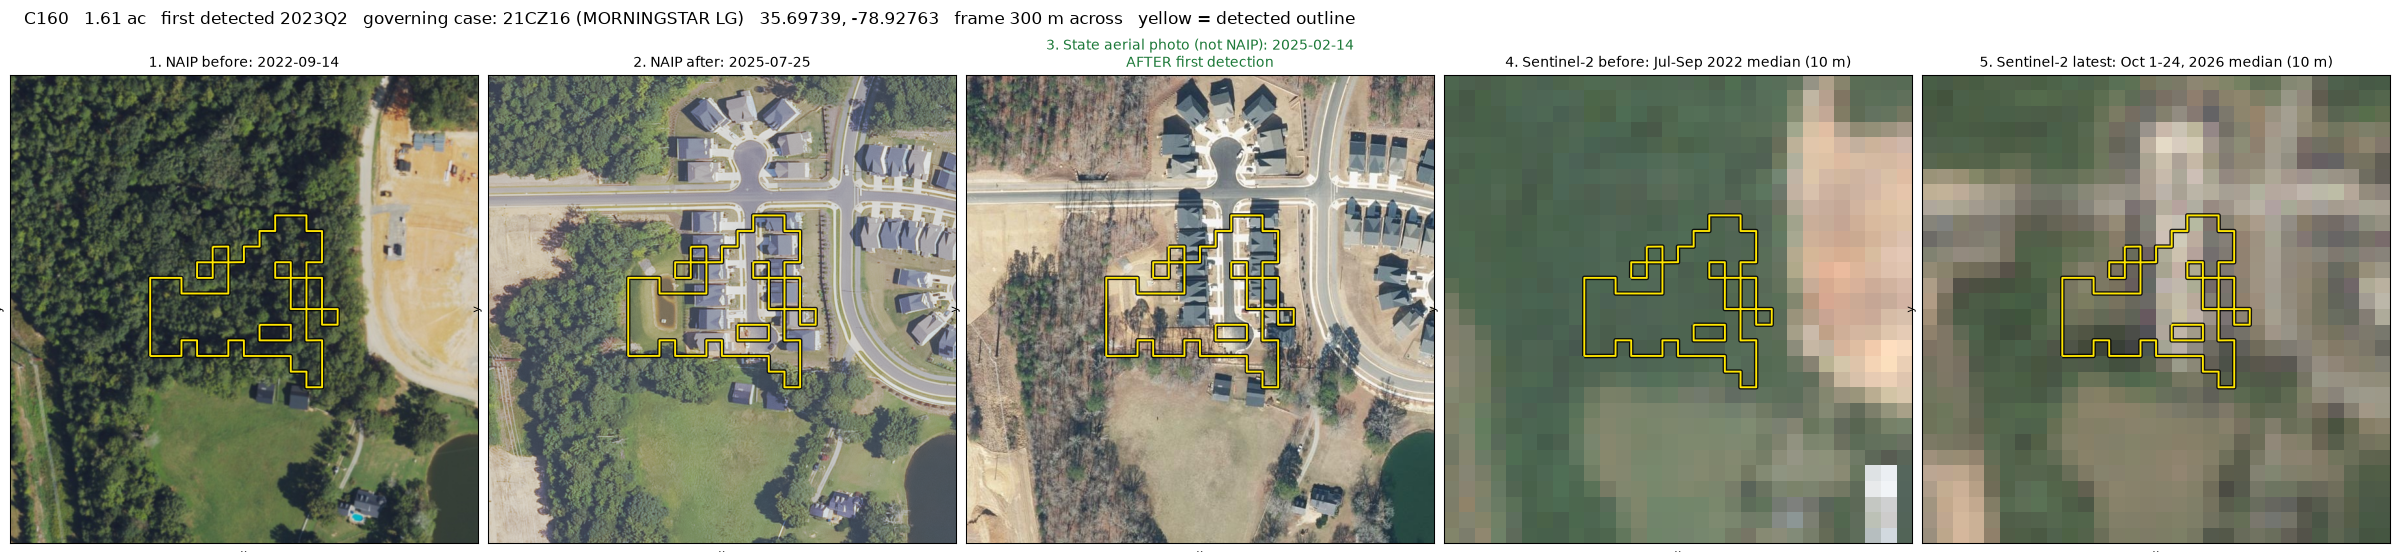 C160   1.61 ac   first detected 2023Q2   governing case: 21CZ16 (MORNINGSTAR LG)   35.69739, -78.92763   frame 300 m across   yellow = detected outline
1. NAIP before: 2022-09-14
2. NAIP after: 2025-07-25
3. State aerial photo (not NAIP): 2025-02-14
AFTER first detection
4. Sentinel-2 before: Jul-Sep 2022 median (10 m)
5. Sentinel-2 latest: Oct 1-24, 2026 median (10 m)